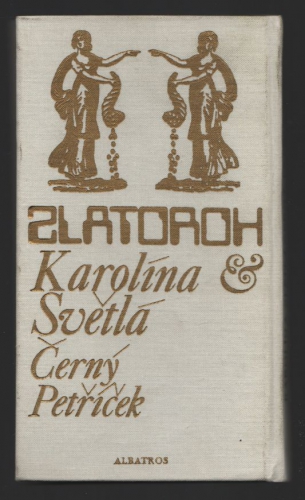 ZLATOROH
Karolína &
Světlá
Černý
Petříček
ALBATROS